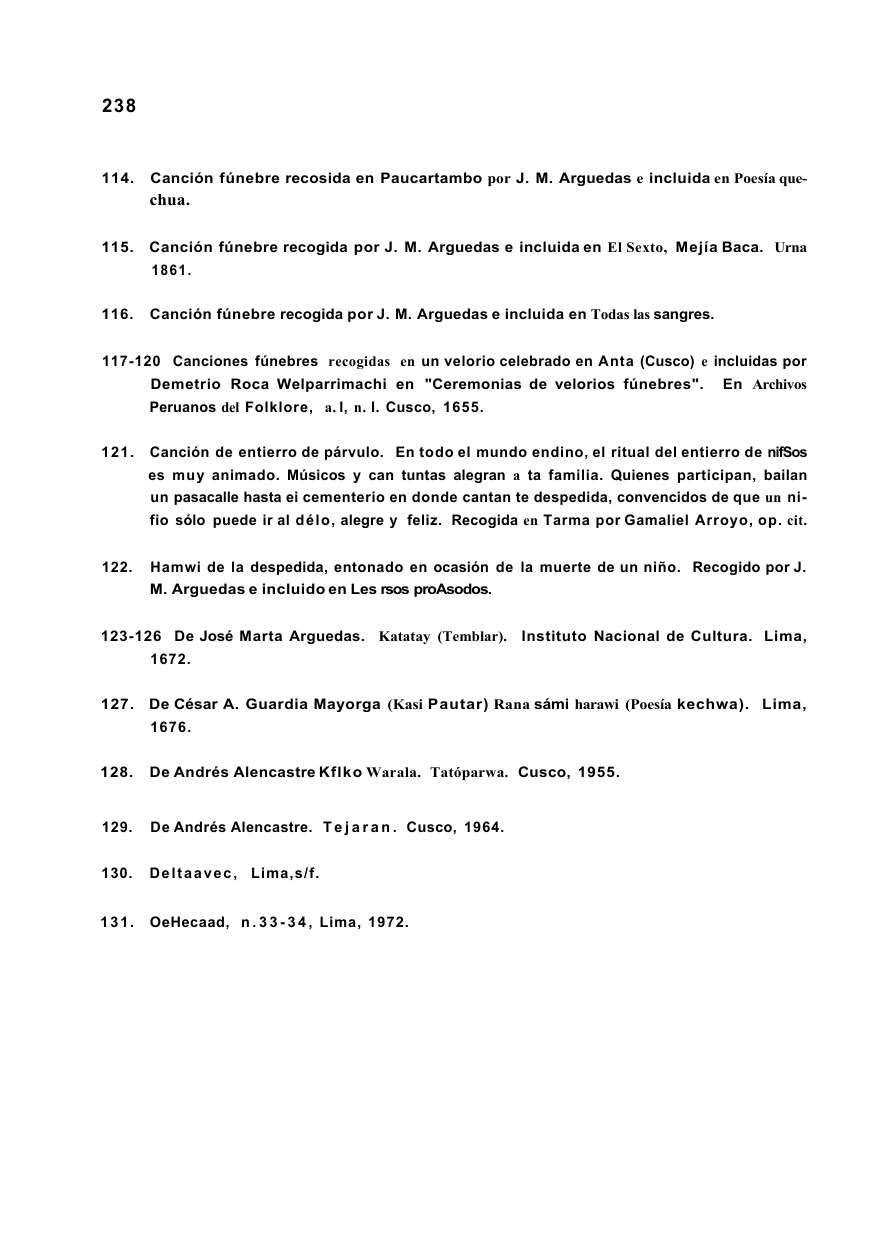 238
114. Canción fúnebre recosida en Paucartambo por J. M. Arguedas e incluida en Poesía que-
chua.
115. Canción fúnebre recogida por J. M. Arguedas e incluida en El Sexto, Mejía Baca. Urna
1861.
116. Canción fúnebre recogida por J. M. Arguedas e incluida en Todas las sangres.
117-120 Canciones fúnebres recogidas en un velorio celebrado en Anta (Cusco) e incluidas por
Demetrio Roca Welparrimachi en "Ceremonias de velorios fúnebres". En Archivos
Peruanos del Folklore, a. I, n. I. Cusco, 1655.
121. Canción de entierro de párvulo. En todo el mundo endino, el ritual del entierro de nifSos
es muy animado. Músicos y can tuntas alegran a ta familia. Quienes participan, bailan
un pasacalle hasta ei cementerio en donde cantan te despedida, convencidos de que un ni-
fio sólo puede ir al délo, alegre y feliz. Recogida en Tarma por Gamaliel Arroyo, op. cit.
122. Hamwi de la despedida, entonado en ocasión de la muerte de un niño. Recogido por J.
M. Arguedas e incluido en Les rsos proAsodos.
123-126 De José Marta Arguedas. Katatay (Temblar). Instituto Nacional de Cultura. Lima,
1672.
127. De César A. Guardia Mayorga (Kasi Pautar) Rana sámi harawi (Poesía kechwa). Lima,
1676.
128. De Andrés Alencastre Kflko Warala. Tatóparwa. Cusco, 1955.
129. De Andrés Alencastre. Tejaran. Cusco, 1964.
130. Deltaavec, Lima,s/f.
131. OeHecaad, n.33-34, Lima, 1972.